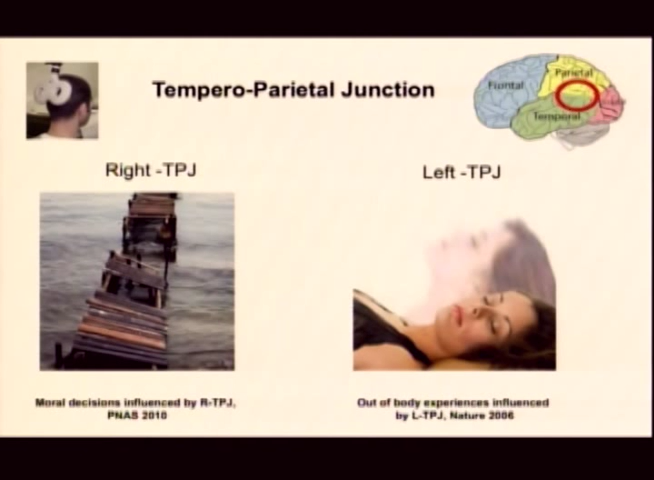 Tempero-Parietal Junction
Frontal
Parietal
Temporal
Right -TPJ
Left -TPJ
Moral decisions influenced by R-TPJ,
PNAS 2010
Out of body experiences influenced
by L-TPJ, Nature 2006